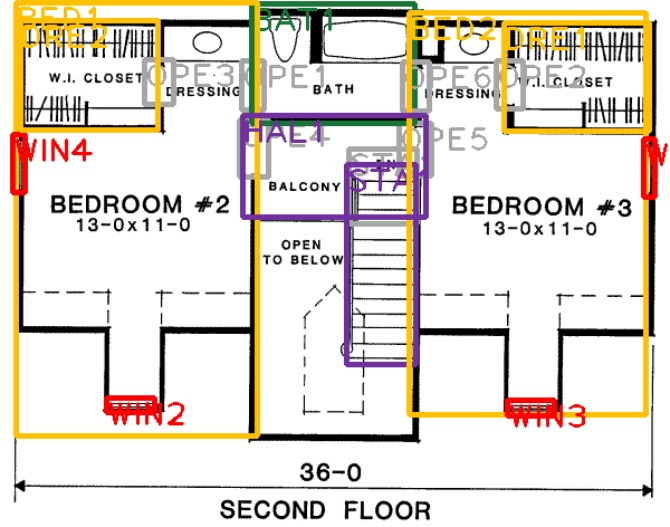 BED1
BAT1
BED2
DRE2
DRE1
W.I. CLOSET
OPE3
DRESSING
OPE1
BATH
OPE6
DRESSING
OPE2
W.I. CLOSET
WIN4
HAL1
OPE4
OPE5
BALCONY
STA
BEDROOM #2
13-0x11-0
BEDROOM #3
13-0x11-0
OPEN
TO BELOW
WIN2
WIN3
36-0
SECOND FLOOR